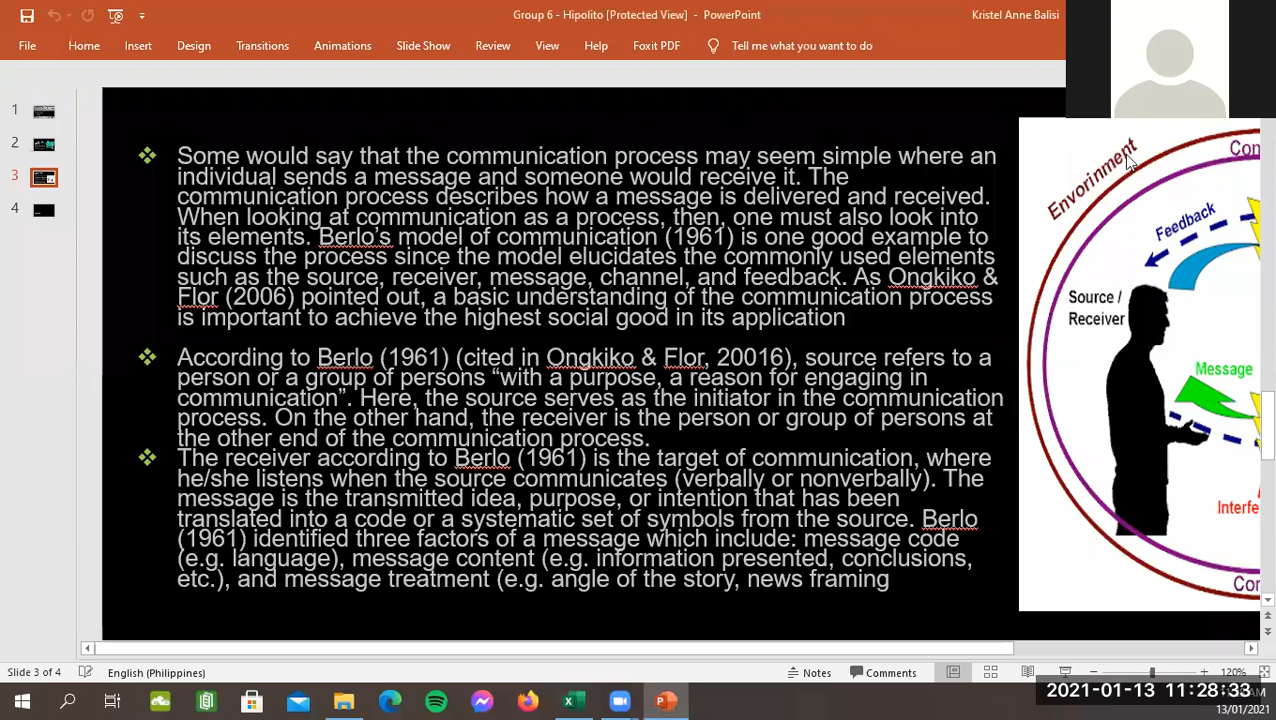 Group 6 - Hipolito [Protected View] - PowerPoint
Kristel Anne Balisi
File Home Insert Design Transitions Animations Slide Show Review View Help Foxit PDF Tell me what you want to do
1
2
3
4
Some would say that the communication process may seem simple where an
individual sends a message and someone would receive it. The
communication process describes how a message is delivered and received.
When looking at communication as a process, then, one must also look into
its elements. Berlo's model of communication (1961) is one good example to
discuss the process since the model elucidates the commonly used elements
such as the source, receiver, message, channel, and feedback. As Ongkiko &
Flor (2006) pointed out, a basic understanding of the communication process
is important to achieve the highest social good in its application
According to Berlo (1961) (cited in Ongkiko & Flor, 20016), source refers to a
person or a group of persons “with a purpose, a reason for engaging in
communication”. Here, the source serves as the initiator in the communication
process. On the other hand, the receiver is the person or group of persons at
the other end of the communication process.
The receiver according to Berlo (1961) is the target of communication, where
he/she listens when the source communicates (verbally or nonverbally). The
message is the transmitted idea, purpose, or intention that has been
translated into a code or a systematic set of symbols from the source. Berlo
(1961) identified three factors of a message which include: message code
(e.g. language), message content (e.g. information presented, conclusions,
etc.), and message treatment (e.g. angle of the story, news framing
Envorinment
Con
Feedback
Source /
Receiver
Message
Interfe
Con
Slide 3 of 4 English (Philippines) Notes Comments 120%
2021-01-13 11:28:33
13/01/2021